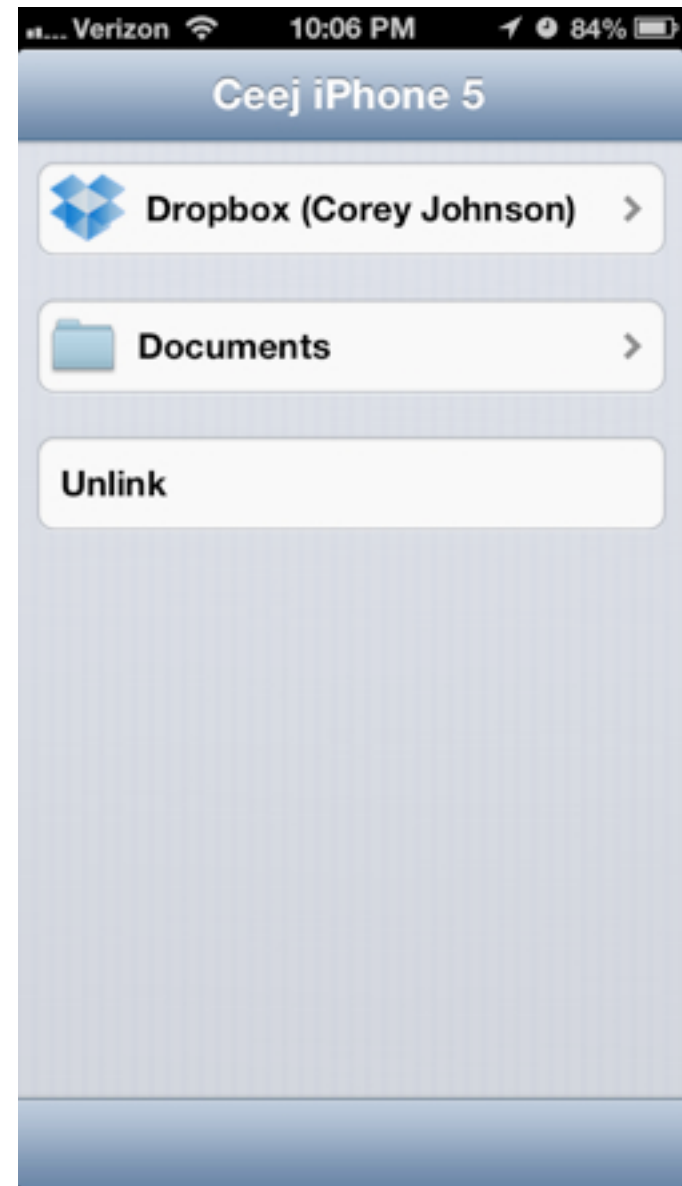 ... Verizon 10:06 PM 84%
Ceej iPhone 5
Dropbox (Corey Johnson)
Documents
Unlink